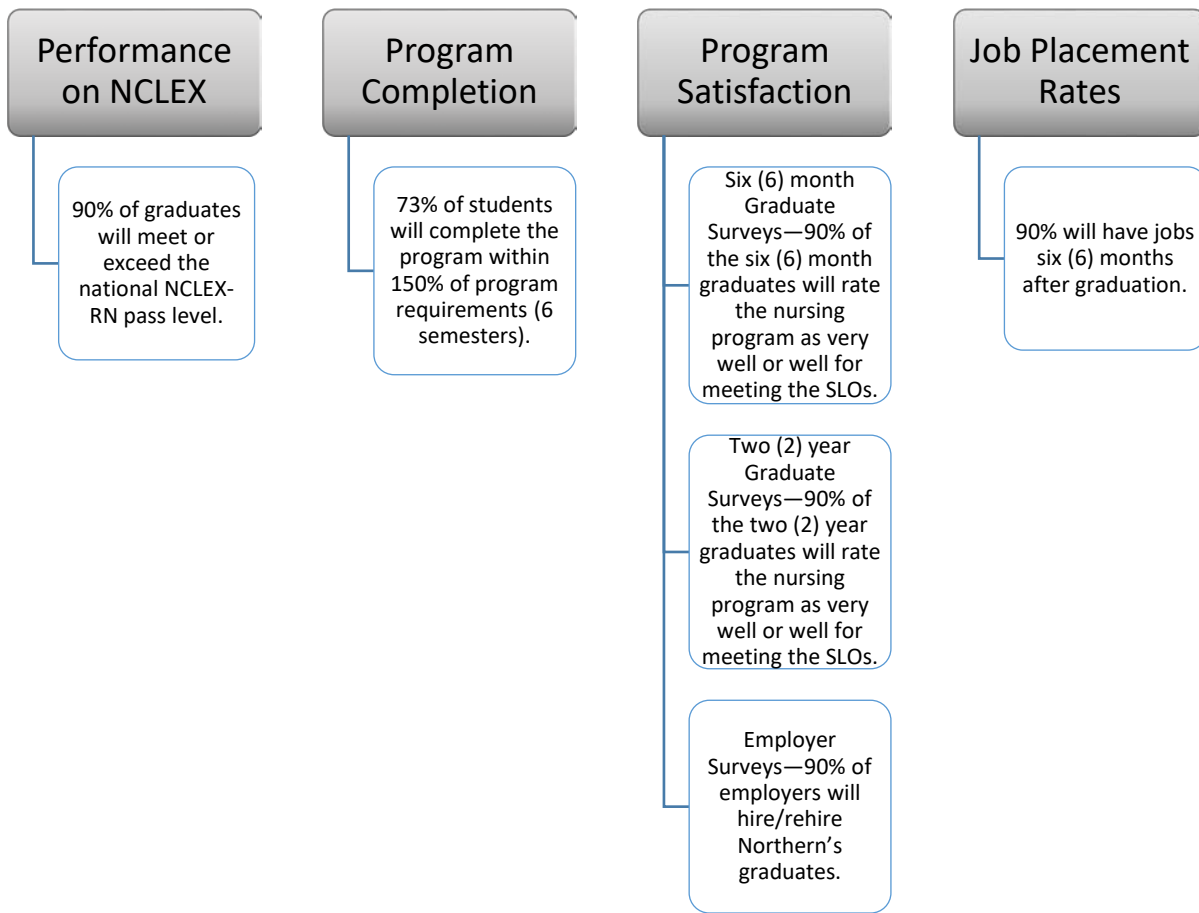 Performance
on NCLEX
90% of graduates
will meet or
exceed the
national NCLEX-
RN pass level.
Program
Completion
73% of students
will complete the
program within
150% of program
requirements (6
semesters).
Program
Satisfaction
Six (6) month
Graduate
Surveys—90% of
the six (6) month
graduates will rate
the nursing
program as very
well or well for
meeting the SLOs.
Two (2) year
Graduate
Surveys—90% of
the two (2) year
graduates will rate
the nursing
program as very
well or well for
meeting the SLOs.
Employer
Surveys—90% of
employers will
hire/rehire
Northern’s
graduates.
Job Placement
Rates
90% will have jobs
six (6) months
after graduation.